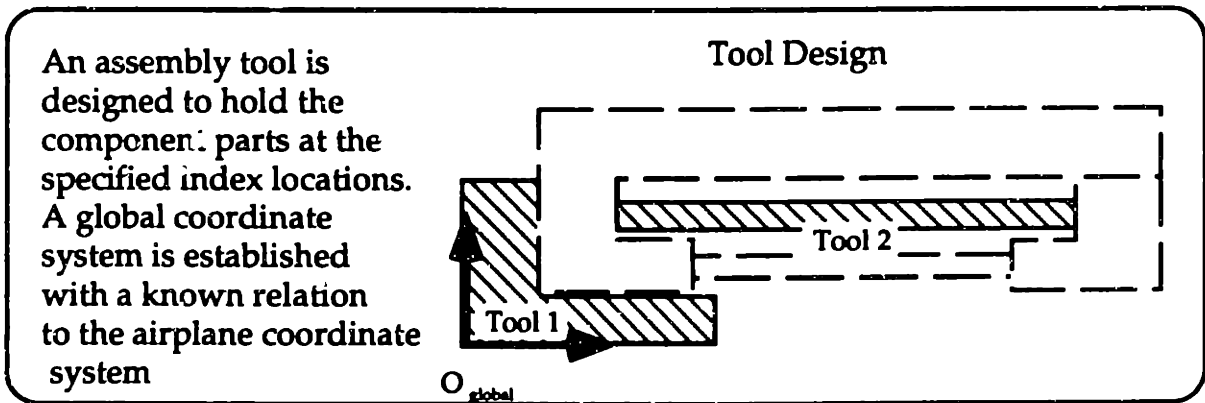 An assembly tool is
designed to hold the
component parts at the
specified index locations.
A global coordinate
system is established
with a known relation
to the airplane coordinate
system
Tool Design
Tool 2
Tool 1
O global